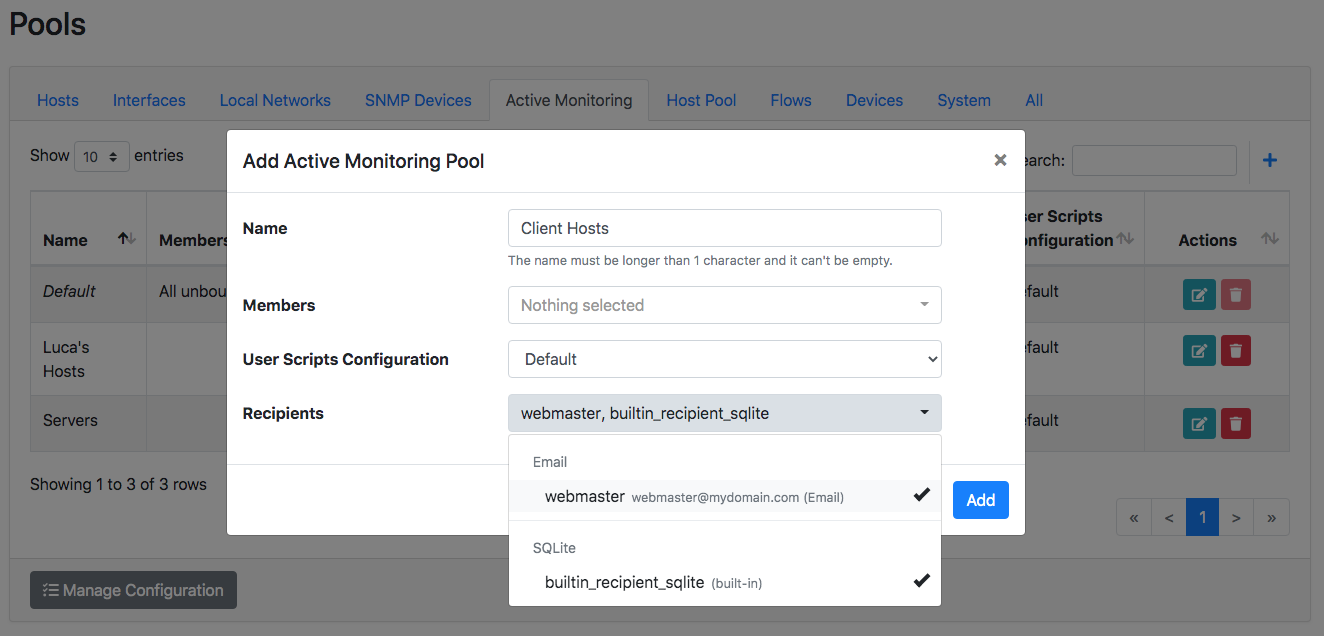 Pools
Hosts Interfaces Local Networks SNMP Devices Active Monitoring Host Pool Flows Devices System All
Show 10 entries
earch:
Add Active Monitoring Pool
Name
Client Hosts
The name must be longer than 1 character and it can't be empty.
Members
Nothing selected
User Scripts Configuration
Default
Recipients
webmaster, builtin_recipient_sqlite
Email
webmaster webmaster@mydomain.com (Email)
SQLite
builtin_recipient_sqlite (built-in)
Add
Name Members ser Scripts
onfiguration Actions
Default All unbou efault
Luca's
Hosts efault
Servers efault
Showing 1 to 3 of 3 rows
« < 1 > »
Manage Configuration